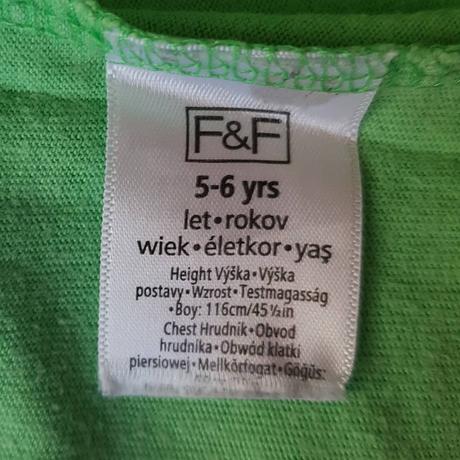 F&F
5-6 yrs
let•rokov
wiek•életkor•yaş
Height Výška•Výška
postavy•Wzrost•Testmagasság
•Boy: 116cm/45½in
Chest Hrudník•Obvod
hrudníka•Obwód klatki
piersiowej•Mellkörfogat•Göğüs: